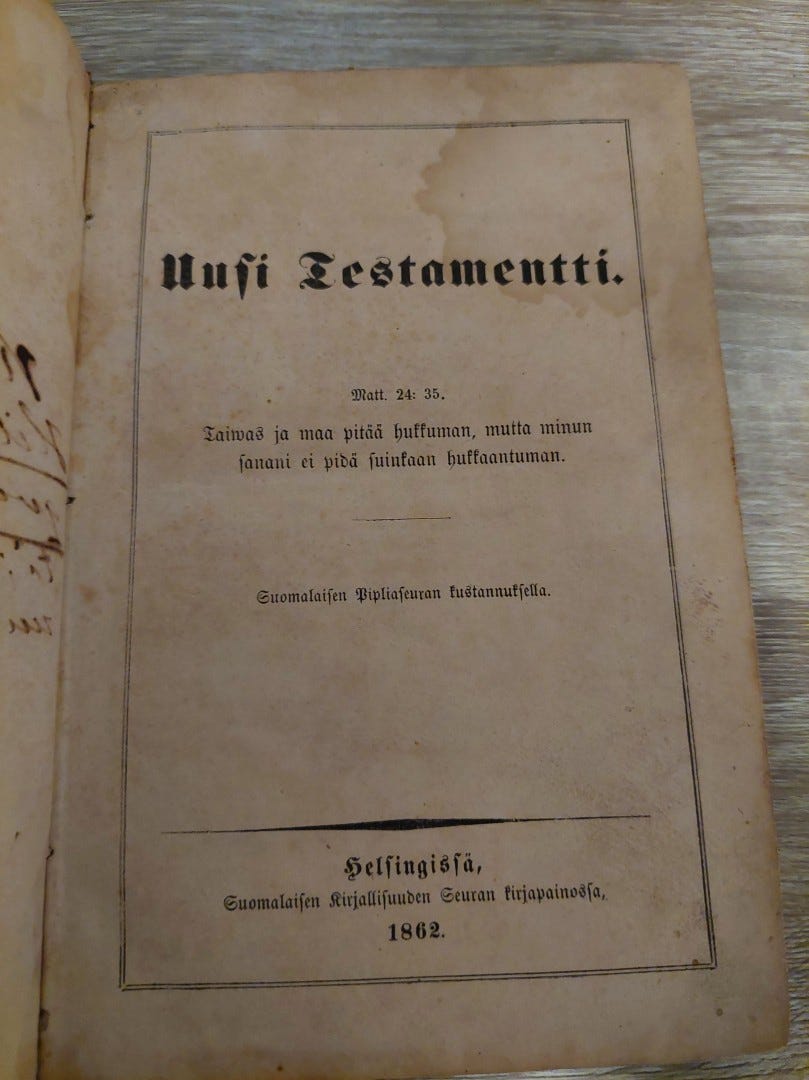 Uusi Testamentti.
Matt. 24: 35.
Taiwas ja maa pitää hukkuman, mutta minun
sanani ei pidä suinkaan hukkaantuman.
Suomalaisen Pipliaseuran kustannuksella.
Helsingissä,
Suomalaisen Kirjallisuuden Seuran kirjapainossa,
1862.